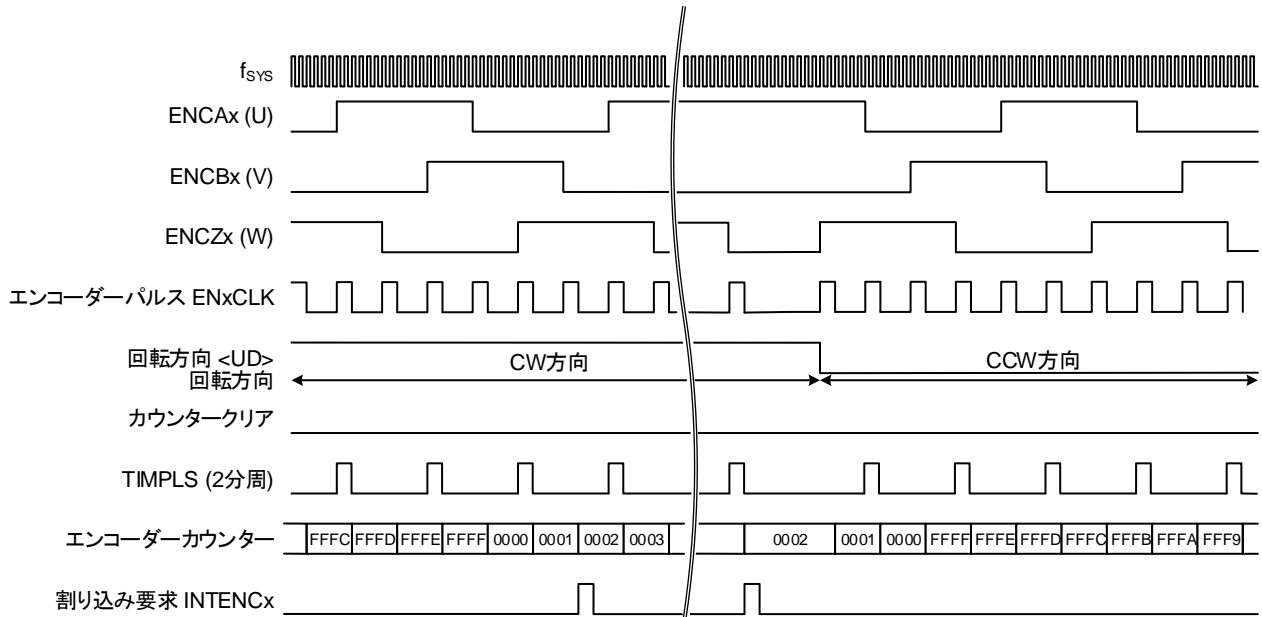 fSYS
ENCAx (U)
ENCBx (V)
ENCZx (W)
エンコーダーパルス ENxCLK
回転方向 <UD>
回転方向
CW方向
CCW方向
カウンタークリア
TIMPLS (2分周)
エンコーダーカウンター
FFFC FFFD FFFE FFFF 0000 0001 0002 0003 0002 0001 0000 FFFF FFFE FFFD FFFC FFFB FFFA FFF9
割り込み要求 INTENCx